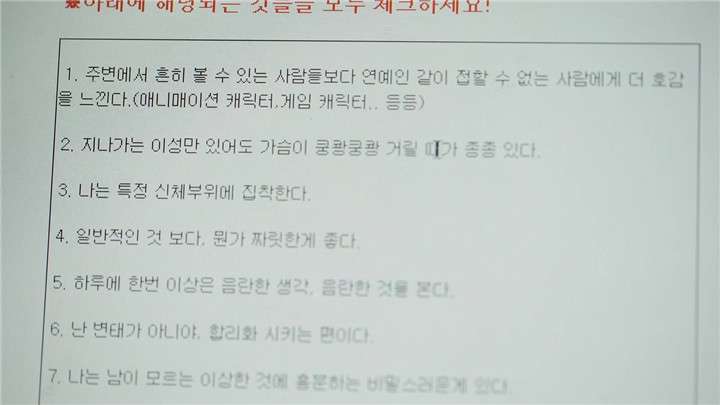 ※아래에 해당되는 것들을 모두 체크하세요!
1. 주변에서 흔히 볼 수 있는 사람들보다 연예인 같이 접할 수 없는 사람에게 더 호감
을 느낀다.(애니매이션 캐릭터,게임 캐릭터.. 등등)
2. 지나가는 이성만 있어도 가슴이 쿵쾅쿵쾅 거릴 때가 종종 있다.
3. 나는 특정 신체부위에 집착한다.
4. 일반적인 것 보다, 뭔가 짜릿한게 좋다.
5. 하루에 한번 이상은 음란한 생각, 음란한 것을 본다.
6. 난 변태가 아니야, 합리화 시키는 편이다.
7. 나는 남이 모르는 이상한 것에 흥분하는 비밀스러운게 있다.